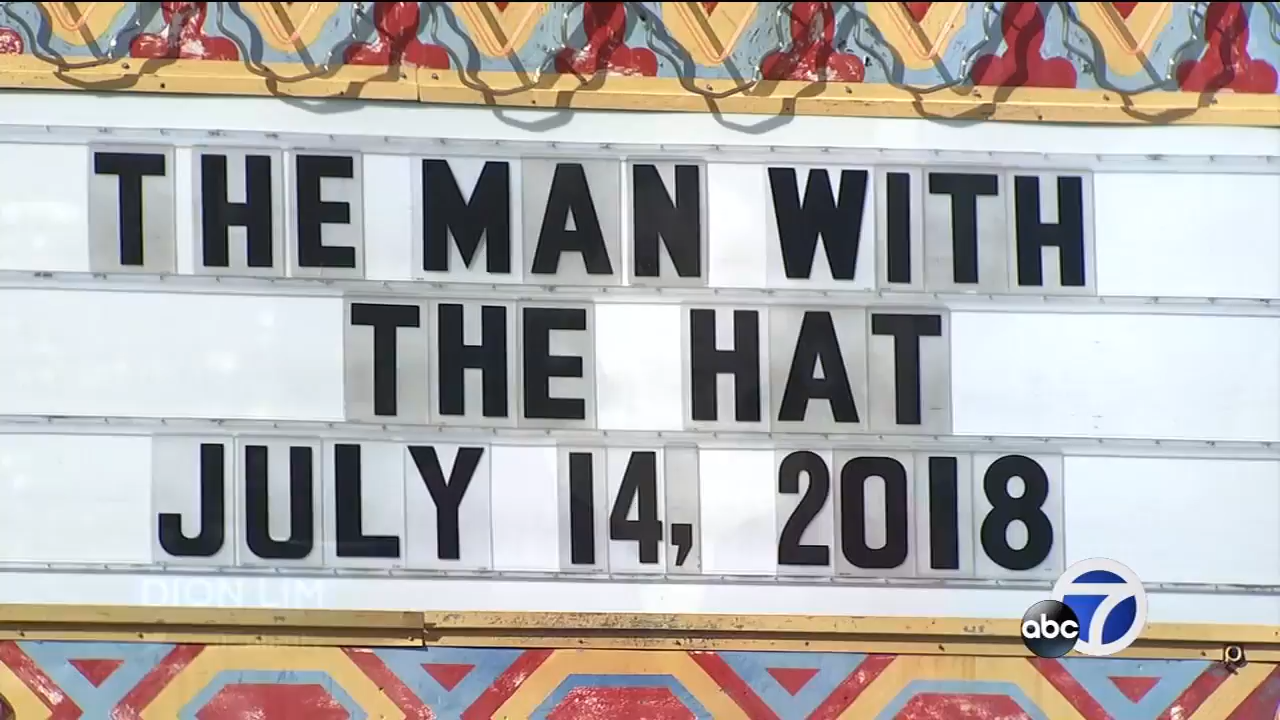 THE MAN WITH
THE HAT
JULY 14, 2018
DION LIM
abc 7